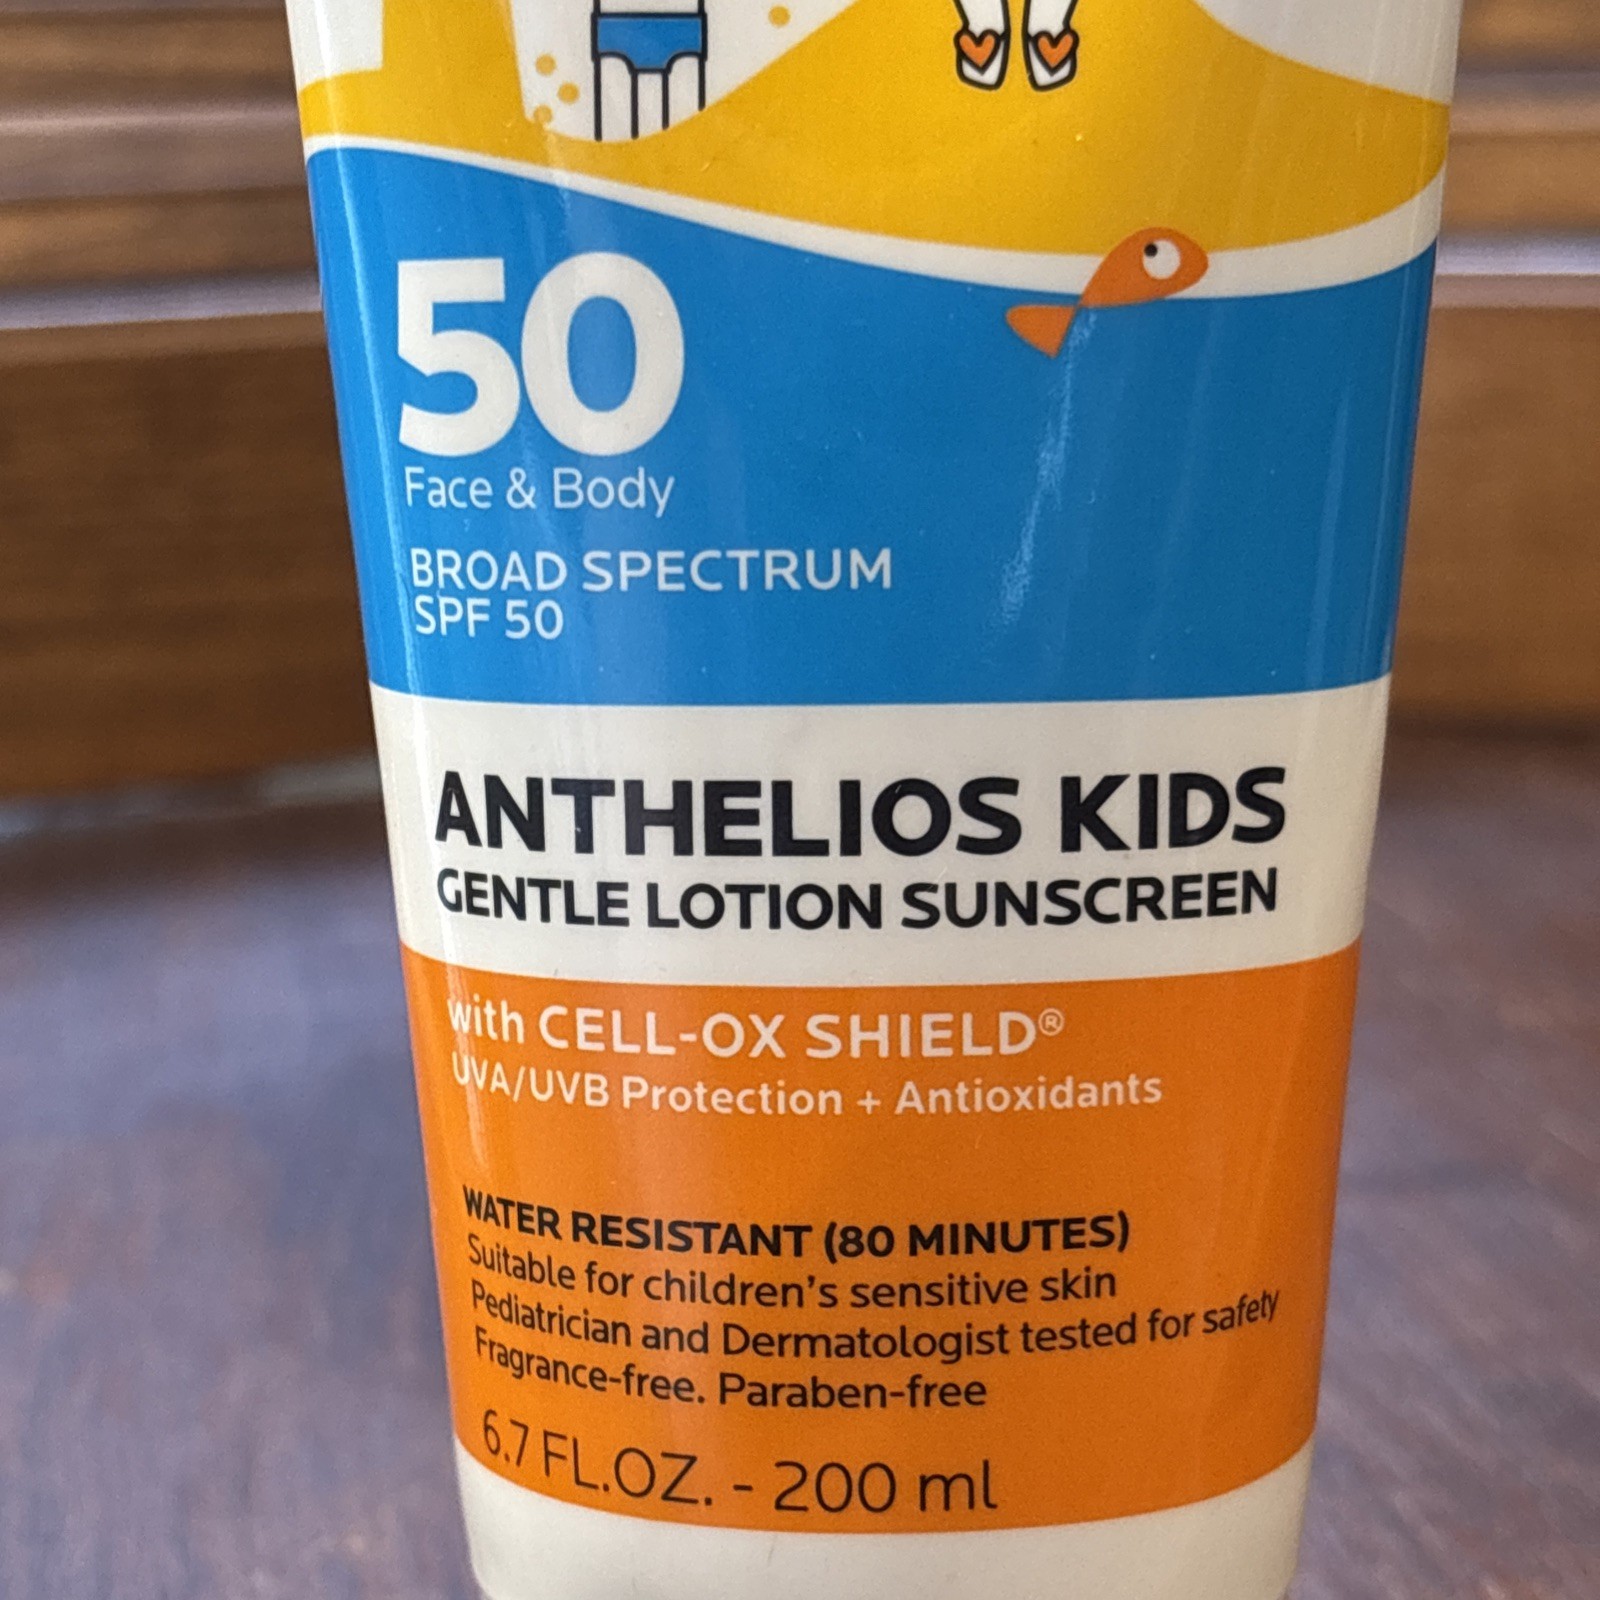 50
Face & Body
BROAD SPECTRUM
SPF 50
ANTHELIOS KIDS
GENTLE LOTION SUNSCREEN
with CELL-OX SHIELD®
UVA/UVB Protection + Antioxidants
WATER RESISTANT (80 MINUTES)
Suitable for children's sensitive skin
Pediatrician and Dermatologist tested for safety
Fragrance-free. Paraben-free
6.7 FL.OZ. - 200 ml